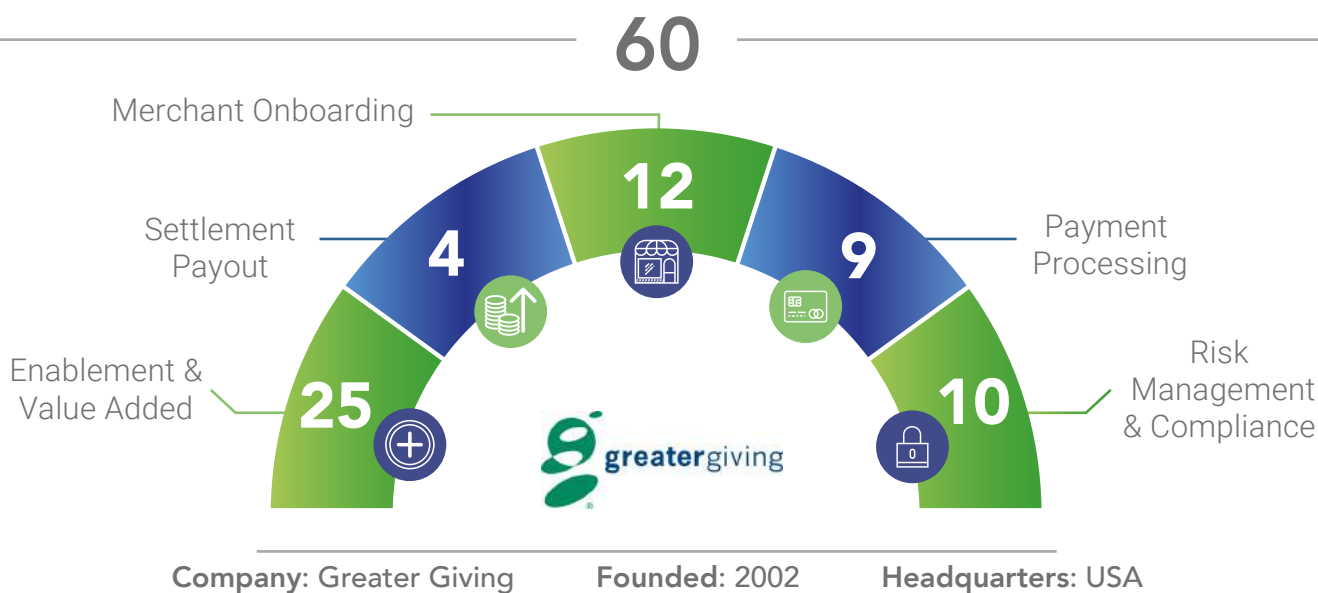 60
Merchant Onboarding
12
Settlement
Payout
4
9
Payment
Processing
Enablement &
Value Added
25
10
Risk
Management
& Compliance
greatergiving
Company: Greater Giving Founded: 2002 Headquarters: USA